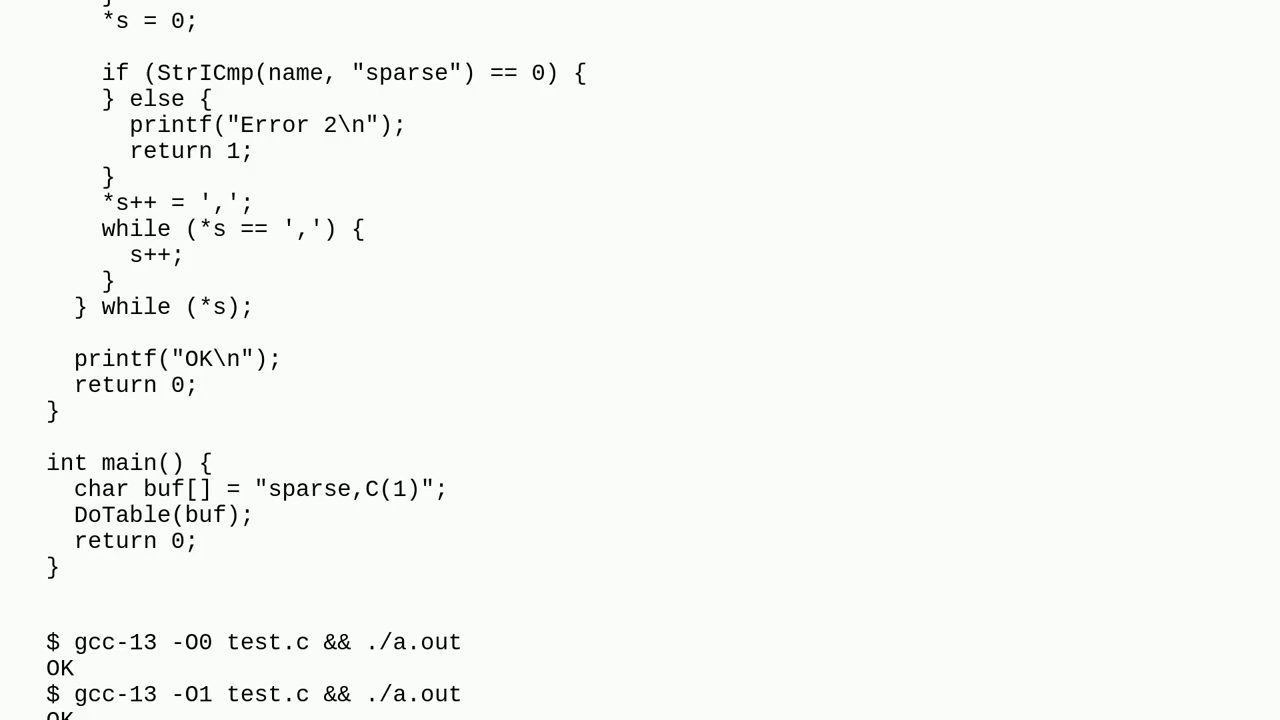 }
*s = 0;
if (StrICmp(name, "sparse") == 0) {
} else {
printf("Error 2\n");
return 1;
}
*s++ = ',';
while (*s == ',') {
s++;
}
} while (*s);
printf("OK\n");
return 0;
}
int main() {
char buf[] = "sparse,C(1)";
DoTable(buf);
return 0;
}
$ gcc-13 -O0 test.c && ./a.out
OK
$ gcc-13 -O1 test.c && ./a.out
OK